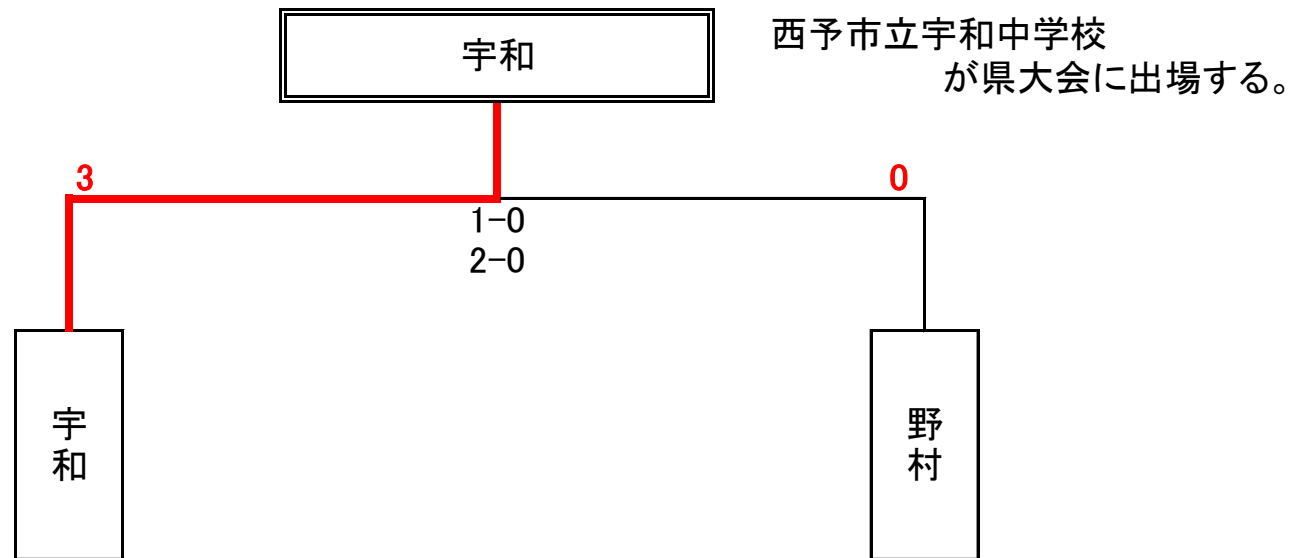 宇和
西予市立宇和中学校
が県大会に出場する。
3
0
1-0
2-0
宇和
野村